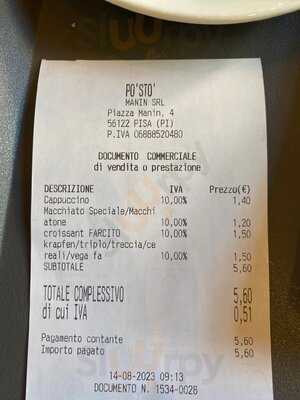 PO'STO'
MANIN SRL
Piazza Manin, 4
56122 PISA (PI)
P.IVA 06888520480
DOCUMENTO COMMERCIALE
di vendita o prestazione
DESCRIZIONE IVA Prezzo(€)
Cappuccino 10,00% 1,40
Macchiato Speciale/Macchi
atone 10,00% 1,20
croissant FARCITO 10,00% 1,50
krapfen/triplo/treccia/ce
reali/vega fa 10,00% 1,50
SUBTOTALE 5,60
TOTALE COMPLESSIVO 5,60
di cui IVA 0,51
Pagamento contante 5,60
Importo pagato 5,60
14-08-2023 09:13
DOCUMENTO N. 1534-0026